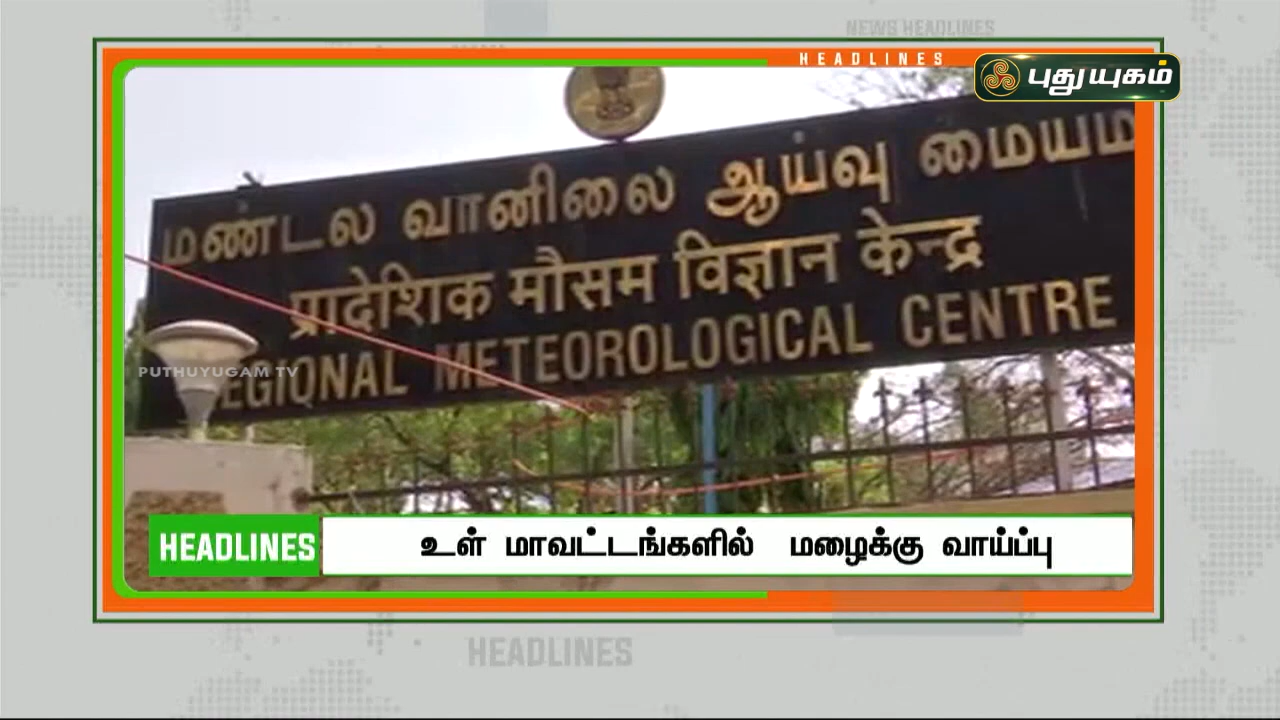 NEWS HEADLINES
HEADLINES
புதுயுகம்
மண்டல வானிலை ஆய்வு மையம்
प्रादेशिक मौसम विज्ञान केन्द्र
REGIONAL METEOROLOGICAL CENTRE
PUTHUYUGAM TV
HEADLINES
உள் மாவட்டங்களில் மழைக்கு வாய்ப்பு
HEADLINES